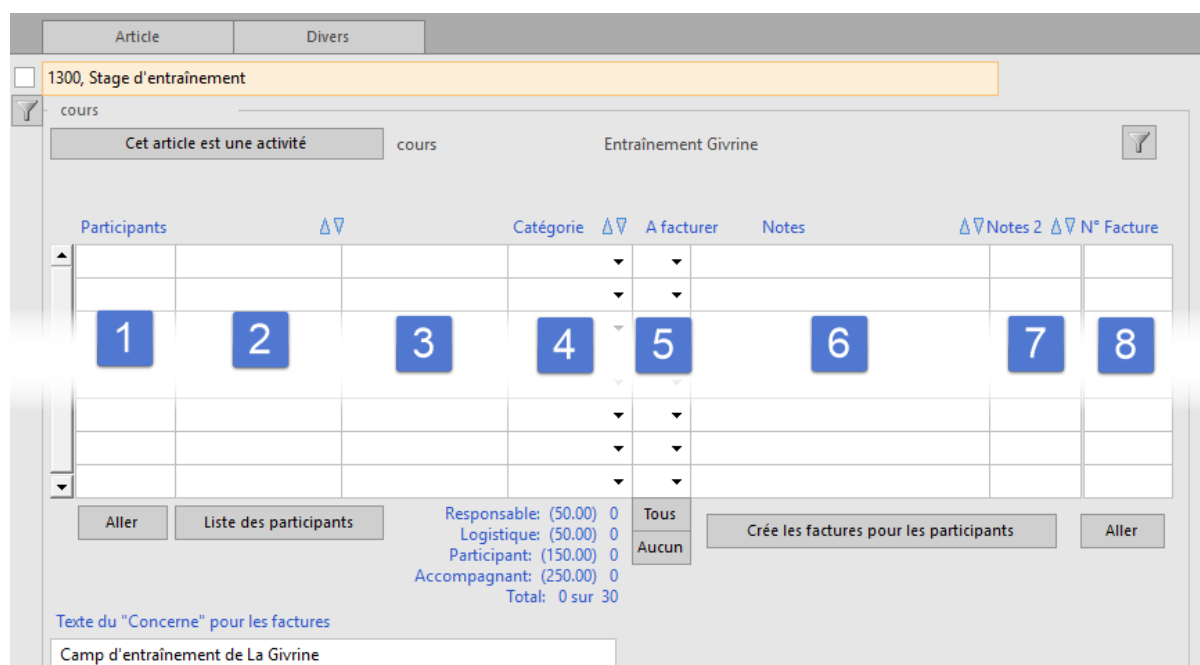 Article Divers
1300, Stage d'entraînement
cours
Cet article est une activité cours Entraînement Givrine
Participants Catégorie A facturer Notes Notes 2 N° Facture
1 2 3 4 5 6 7 8
Aller Liste des participants Responsable: (50.00) 0 Tous Crée les factures pour les participants Aller
Logistique: (50.00) 0
Aucun
Participant: (150.00) 0
Accompagnant: (250.00) 0
Total: 0 sur 30
Texte du "Concerne" pour les factures
Camp d'entraînement de La Givrine